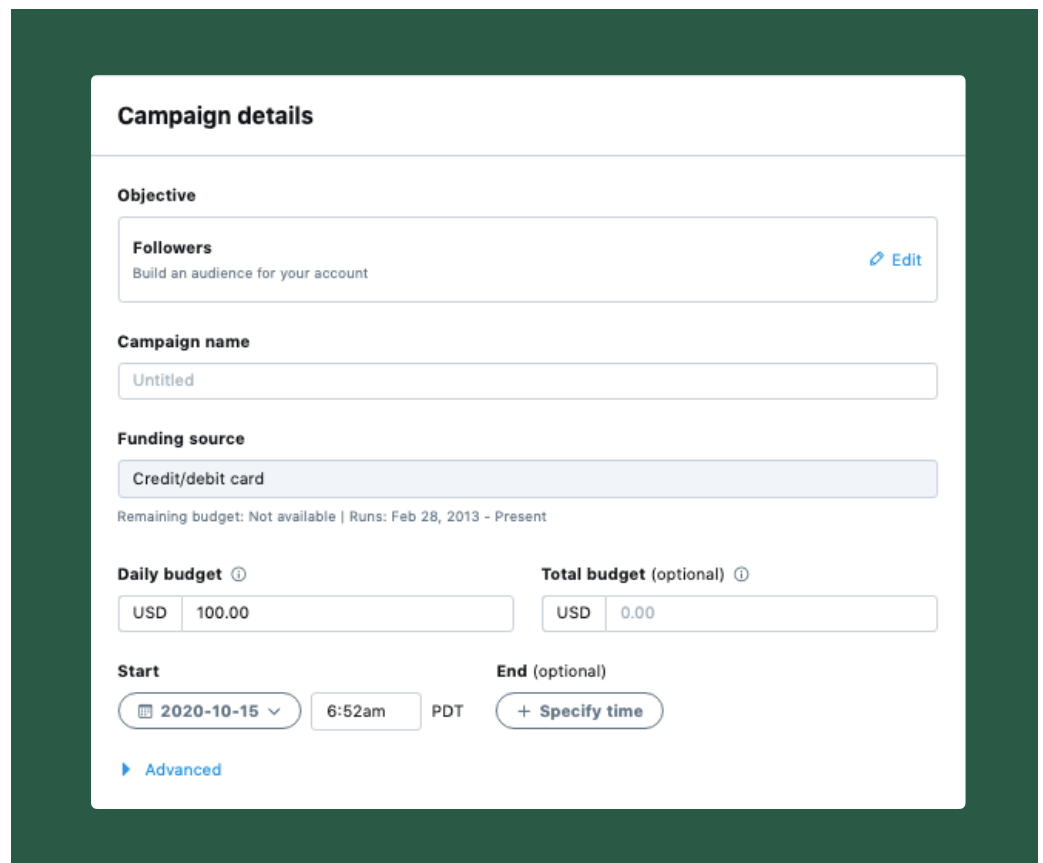 Campaign details
Objective
Followers
Build an audience for your account
Edit
Campaign name
Untitled
Funding source
Credit/debit card
Remaining budget: Not available | Runs: Feb 28, 2013 - Present
Daily budget
Total budget (optional)
USD 100.00
USD 0.00
Start
End (optional)
2020-10-15 6:52am PDT
+ Specify time
Advanced